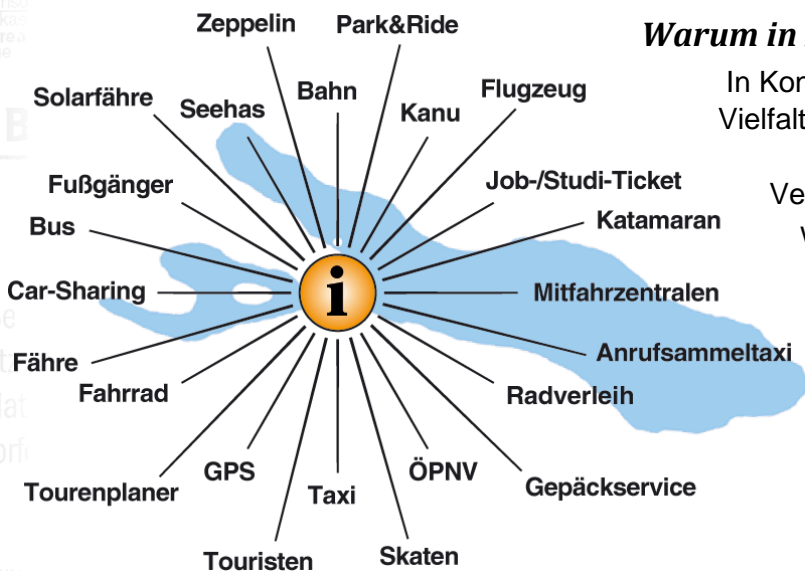 Zeppelin
Park&Ride
Warum in
In Kon
Vielfalt
Ve
Solarfähre
Seehas
Bahn
Kanu
Flugzeug
Fußgänger
Job-/Studi-Ticket
Bus
Katamaran
Car-Sharing
i
Mitfahrzentralen
Fähre
Anrufsammeltaxi
Fahrrad
Radverleih
Tourenplaner
GPS
Taxi
ÖPNV
Gepäckservice
Touristen
Skaten